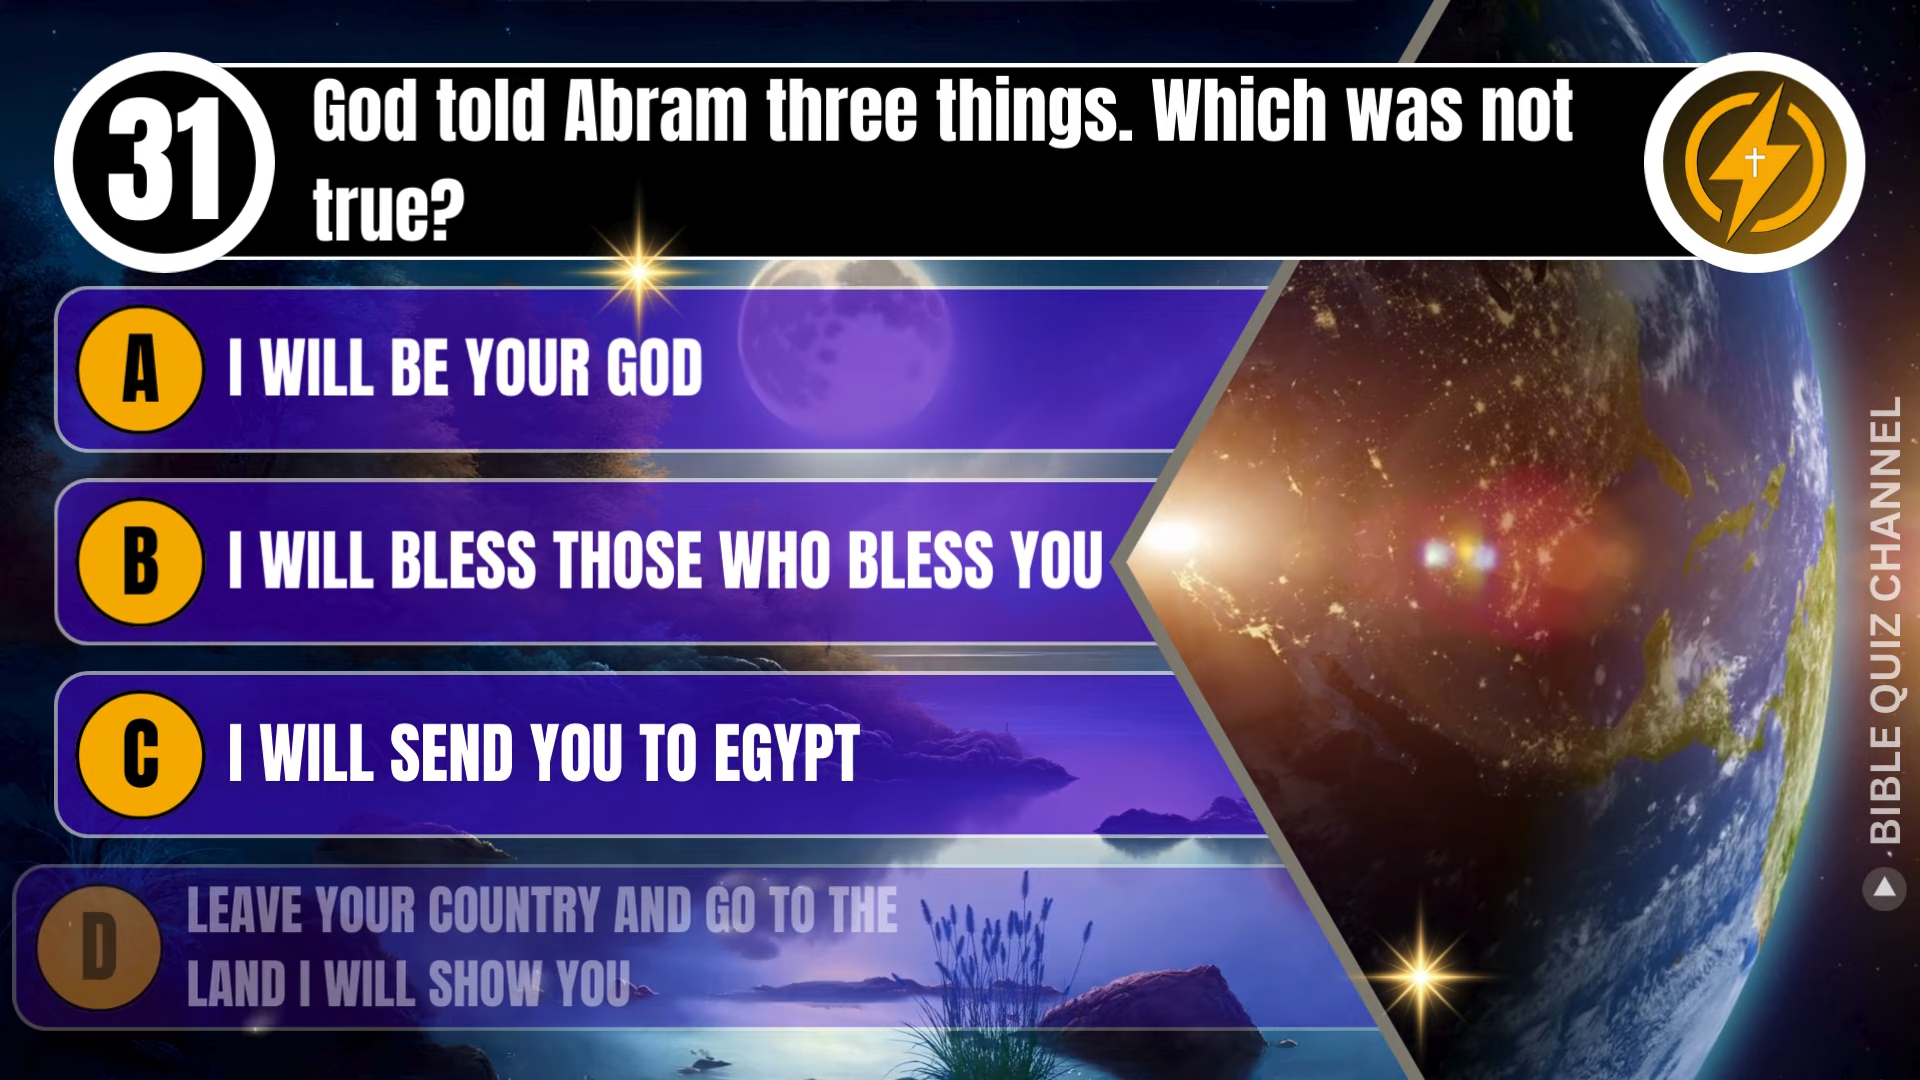 31
God told Abram three things. Which was not
true?
A
I WILL BE YOUR GOD
B
I WILL BLESS THOSE WHO BLESS YOU
C
I WILL SEND YOU TO EGYPT
D
LEAVE YOUR COUNTRY AND GO TO THE
LAND I WILL SHOW YOU
BIBLE QUIZ CHANNEL